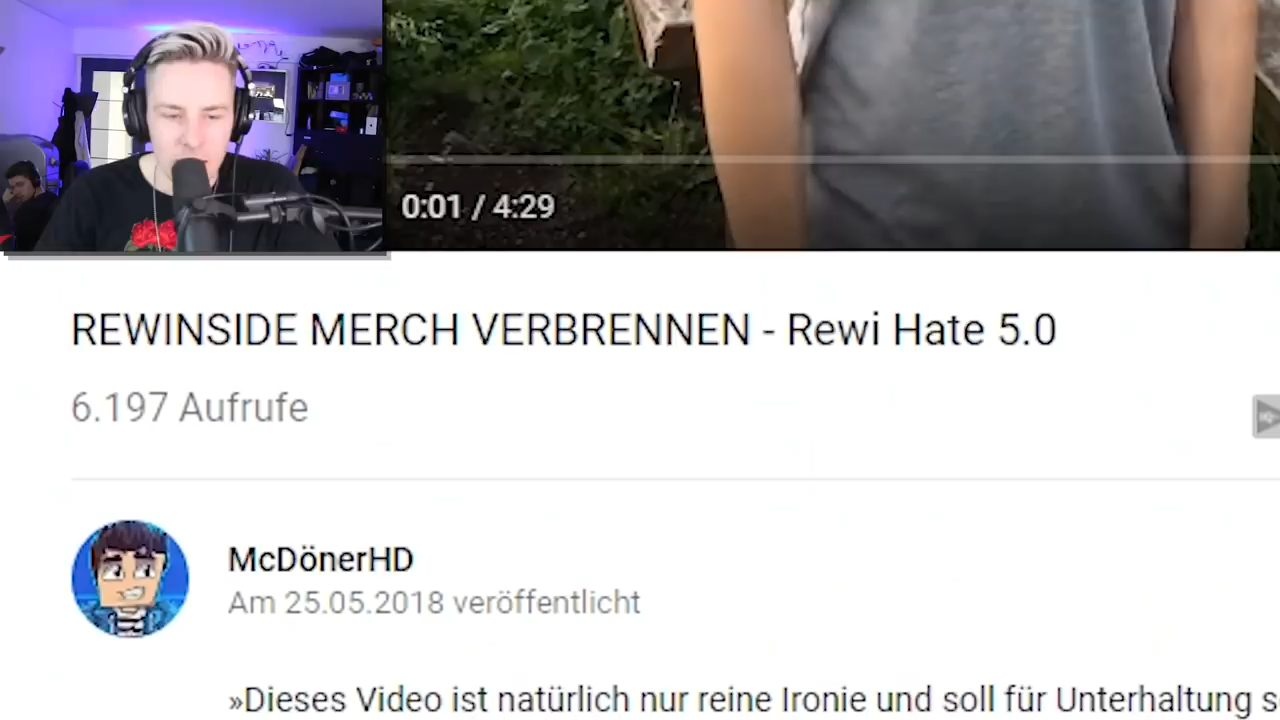 0:01 / 4:29
REWINSIDE MERCH VERBRENNEN - Rewi Hate 5.0
6.197 Aufrufe
McDönerHD
Am 25.05.2018 veröffentlicht
»Dieses Video ist natürlich nur reine Ironie und soll für Unterhaltung s